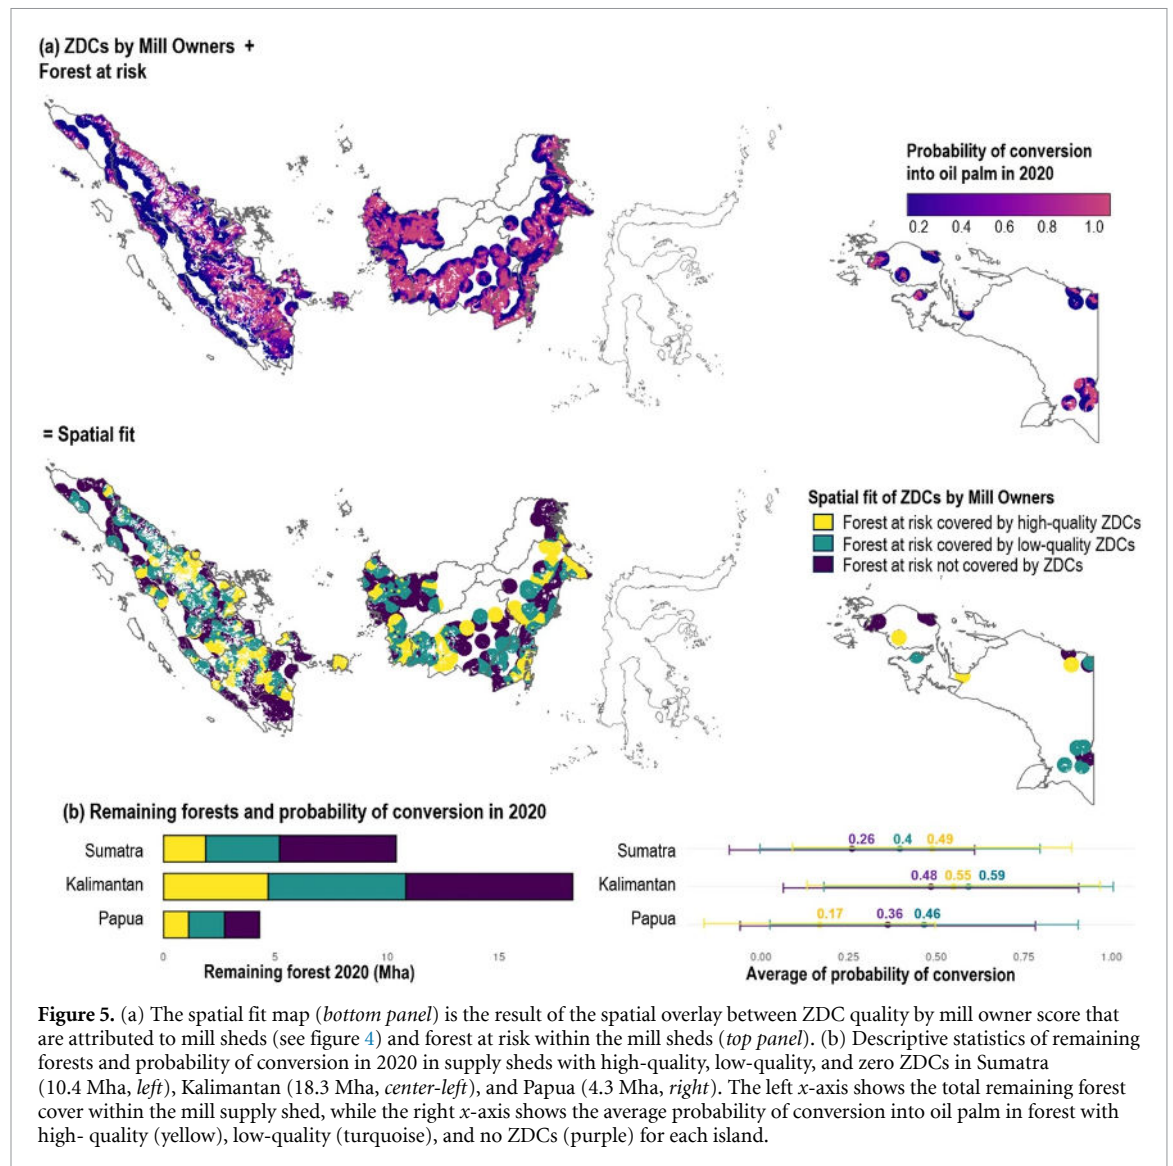 (a) ZDCs by Mill Owners +
Forest at risk
Probability of conversion
into oil palm in 2020
0.2 0.4 0.6 0.8 1.0
= Spatial fit
Spatial fit of ZDCs by Mill Owners
Forest at risk covered by high-quality ZDCs
Forest at risk covered by low-quality ZDCs
Forest at risk not covered by ZDCs
(b) Remaining forests and probability of conversion in 2020
Sumatra
Kalimantan
Papua
0 5 10 15
Remaining forest 2020 (Mha)
Sumatra 0.26 0.4 0.49
Kalimantan 0.48 0.55 0.59
Papua 0.17 0.36 0.46
0.00 0.25 0.50 0.75 1.00
Average of probability of conversion
Figure 5. (a) The spatial fit map (bottom panel) is the result of the spatial overlay between ZDC quality by mill owner score that
are attributed to mill sheds (see figure 4) and forest at risk within the mill sheds (top panel). (b) Descriptive statistics of remaining
forests and probability of conversion in 2020 in supply sheds with high-quality, low-quality, and zero ZDCs in Sumatra
(10.4 Mha, left), Kalimantan (18.3 Mha, center-left), and Papua (4.3 Mha, right). The left x-axis shows the total remaining forest
cover within the mill supply shed, while the right x-axis shows the average probability of conversion into oil palm in forest with
high- quality (yellow), low-quality (turquoise), and no ZDCs (purple) for each island.